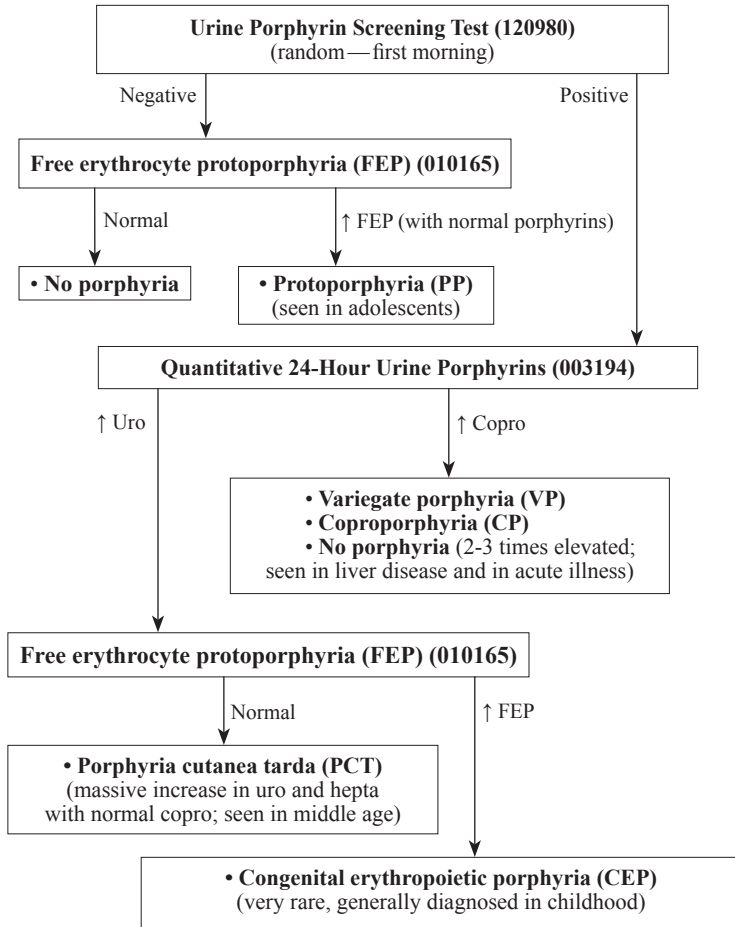 Urine Porphyrin Screening Test (120980)
(random — first morning)
Negative
Positive
Free erythrocyte protoporphyria (FEP) (010165)
Normal
↑ FEP (with normal porphyrins)
• No porphyria
• Protoporphyria (PP)
(seen in adolescents)
Quantitative 24-Hour Urine Porphyrins (003194)
↑ Uro
↑ Copro
• Variegate porphyria (VP)
• Coproporphyria (CP)
• No porphyria (2-3 times elevated;
seen in liver disease and in acute illness)
Free erythrocyte protoporphyria (FEP) (010165)
Normal
↑ FEP
• Porphyria cutanea tarda (PCT)
(massive increase in uro and hepta
with normal copro; seen in middle age)
• Congenital erythropoietic porphyria (CEP)
(very rare, generally diagnosed in childhood)